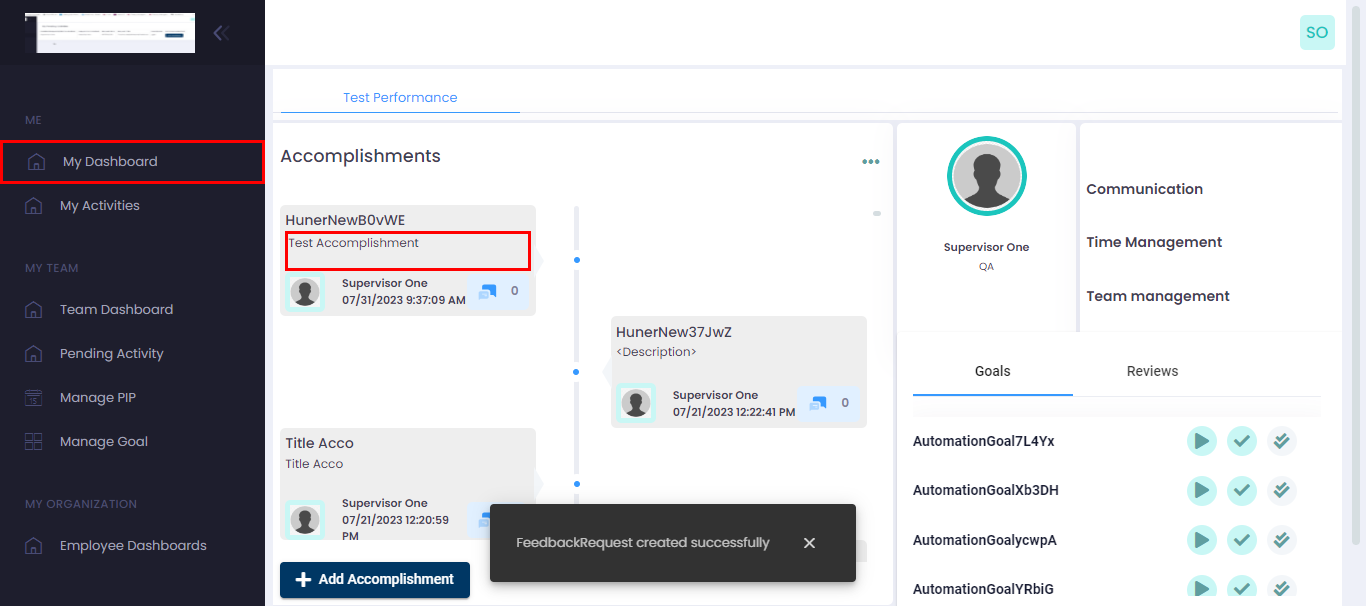 SO
ME
My Dashboard
My Activities
MY TEAM
Team Dashboard
Pending Activity
Manage PIP
Manage Goal
MY ORGANIZATION
Employee Dashboards
Test Performance
Accomplishments
HunerNewB0vWE
Test Accomplishment
Supervisor One
07/31/2023 9:37:09 AM
0
HunerNew37JwZ
<Description>
Supervisor One
07/21/2023 12:22:41 PM
0
Title Acco
Title Acco
Supervisor One
07/21/2023 12:20:59
PM
Add Accomplishment
FeedbackRequest created successfully
Supervisor One
QA
Communication
Time Management
Team management
Goals
Reviews
AutomationGoal7L4Yx
AutomationGoalXb3DH
AutomationGoalycwpA
AutomationGoalYRbiG